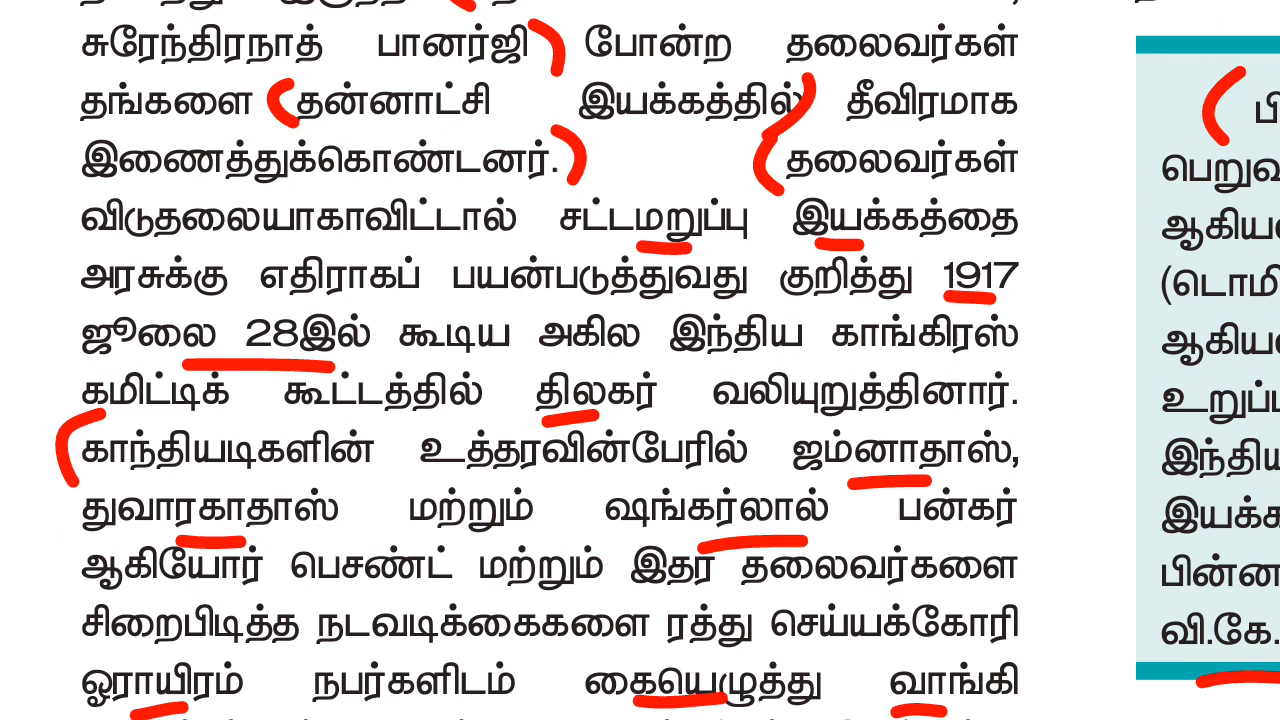 சுரேந்திரநாத் பானர்ஜி போன்ற தலைவர்கள்
தங்களை தன்னாட்சி இயக்கத்தில் தீவிரமாக
இணைத்துக்கொண்டனர். தலைவர்கள்
விடுதலையாகாவிட்டால் சட்டமறுப்பு இயக்கத்தை
அரசுக்கு எதிராகப் பயன்படுத்துவது குறித்து 1917
ஜூலை 28இல் கூடிய அகில இந்திய காங்கிரஸ்
கமிட்டிக் கூட்டத்தில் திலகர் வலியுறுத்தினார்.
காந்தியடிகளின் உத்தரவின்பேரில் ஜம்னாதாஸ்,
துவாரகாதாஸ் மற்றும் ஷங்கர்லால் பன்கர்
ஆகியோர் பெசண்ட் மற்றும் இதர தலைவர்களை
சிறைபிடித்த நடவடிக்கைகளை ரத்து செய்யக்கோரி
ஓராயிரம் நபர்களிடம் கையெழுத்து வாங்கி
பி
பெறுவ
ஆகிய
(டொமி
ஆகிய
உறுப்ப
இந்திய
இயக்க
பின்ன
வி.கே.